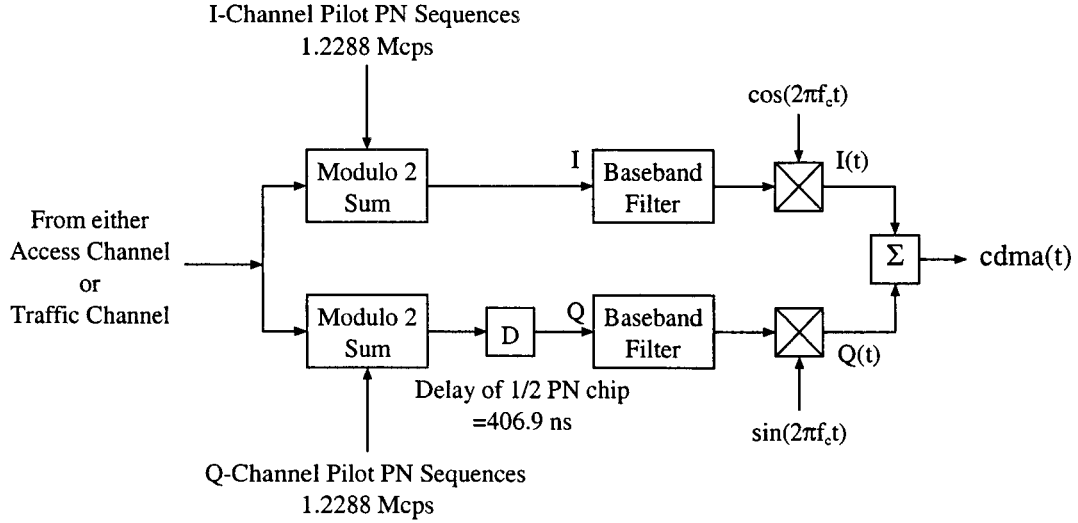 I-Channel Pilot PN Sequences
1.2288 Mcps
cos(2πf_ct)
Modulo 2
Sum
I
Baseband
Filter
I(t)
From either
Access Channel
or
Traffic Channel
Σ
cdma(t)
Modulo 2
Sum
D
Q
Baseband
Filter
Q(t)
Delay of 1/2 PN chip
=406.9 ns
sin(2πf_ct)
Q-Channel Pilot PN Sequences
1.2288 Mcps